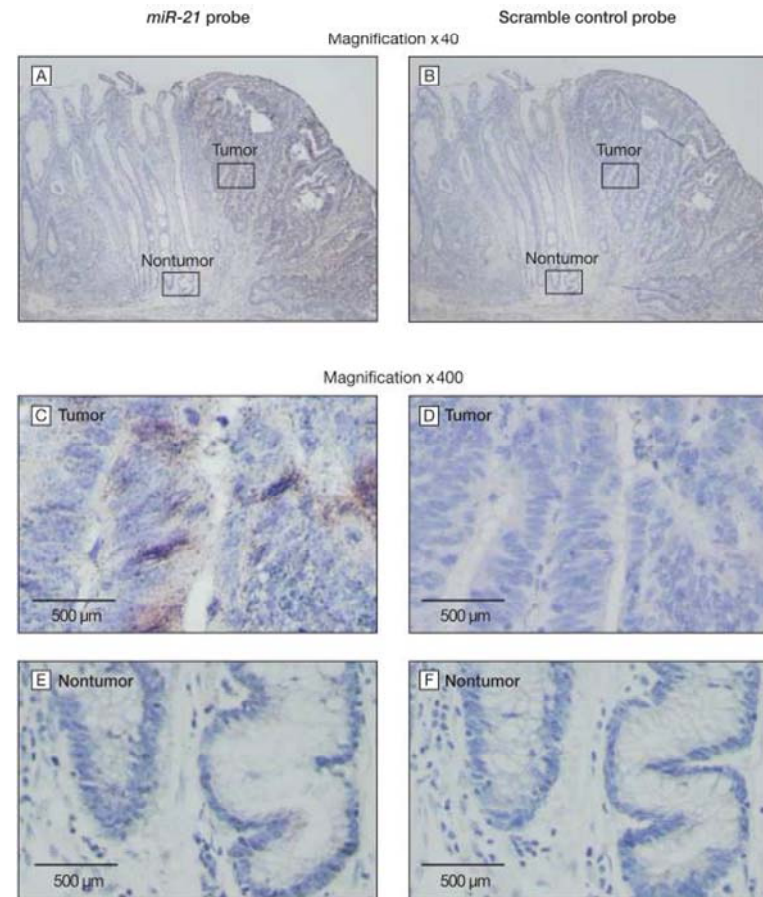 miR-21 probe
Scramble control probe
Magnification x40
A
Tumor
Nontumor
B
Tumor
Nontumor
Magnification x400
C Tumor
500 µm
D Tumor
500 µm
E Nontumor
500 µm
F Nontumor
500 µm